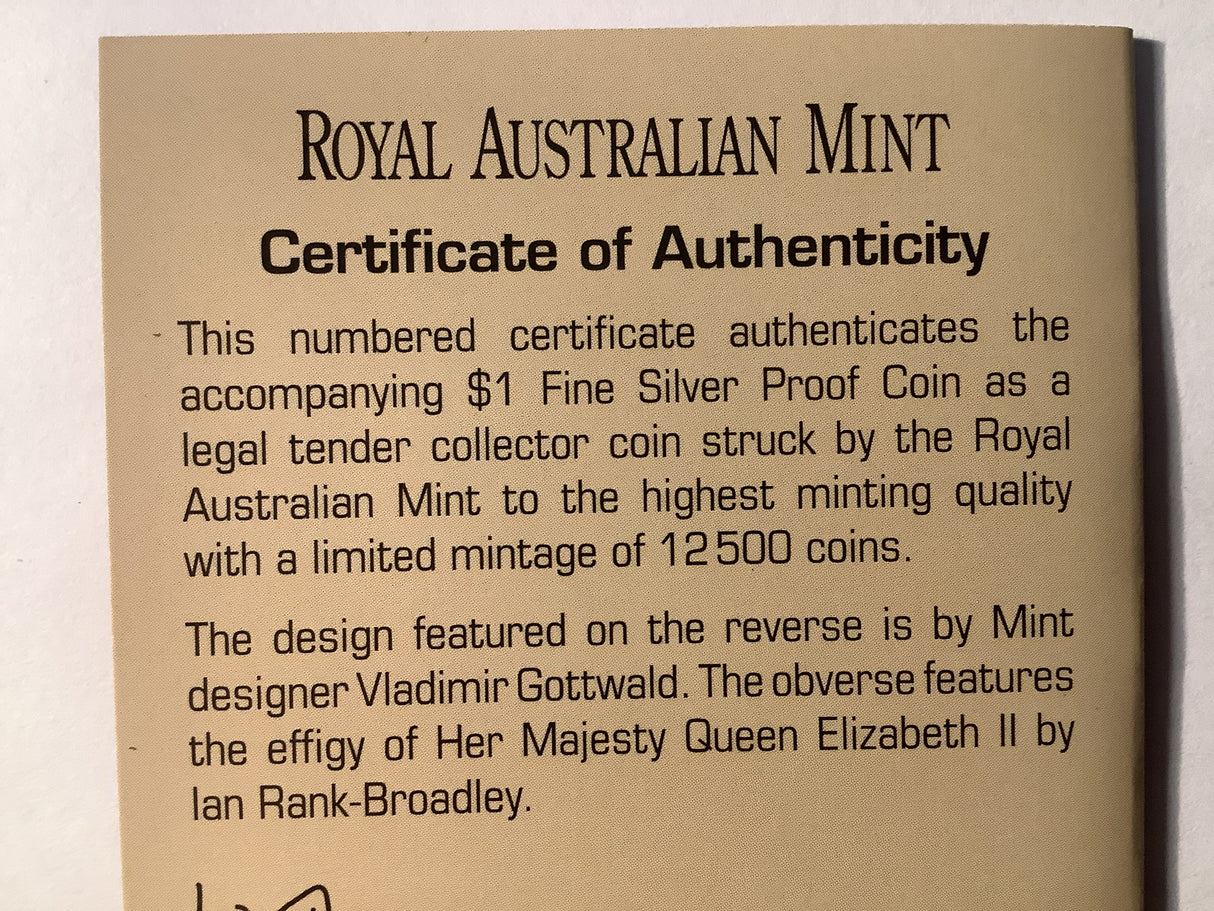 ROYAL AUSTRALIAN MINT
Certificate of Authenticity
This numbered certificate authenticates the
accompanying $1 Fine Silver Proof Coin as a
legal tender collector coin struck by the Royal
Australian Mint to the highest minting quality
with a limited mintage of 12 500 coins.
The design featured on the reverse is by Mint
designer Vladimir Gottwald. The obverse features
the effigy of Her Majesty Queen Elizabeth II by
Ian Rank-Broadley.